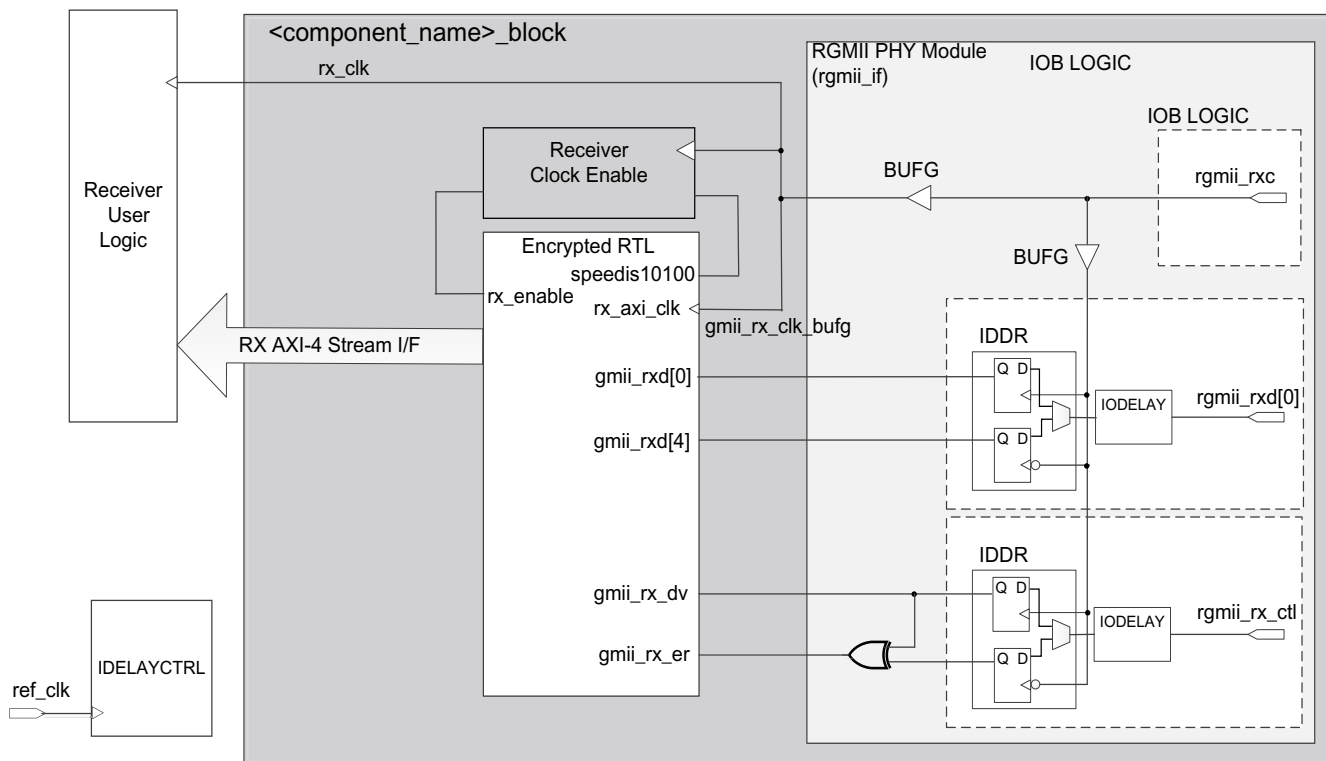 <component_name>_block
RGMII PHY Module
(rgmii_if)
IOB LOGIC
rx_clk
IOB LOGIC
Receiver
Clock Enable
BUFG
rgmii_rxc
Receiver
User
Logic
Encrypted RTL
speedis10100
BUFG
rx_enable
rx_axi_clk
gmii_rx_clk_bufg
RX AXI-4 Stream I/F
IDDR
gmii_rxd[0]
Q D
IODELAY
rgmii_rxd[0]
gmii_rxd[4]
Q D
IDDR
gmii_rx_dv
Q D
IODELAY
rgmii_rx_ctl
gmii_rx_er
Q D
IDELAYCTRL
ref_clk